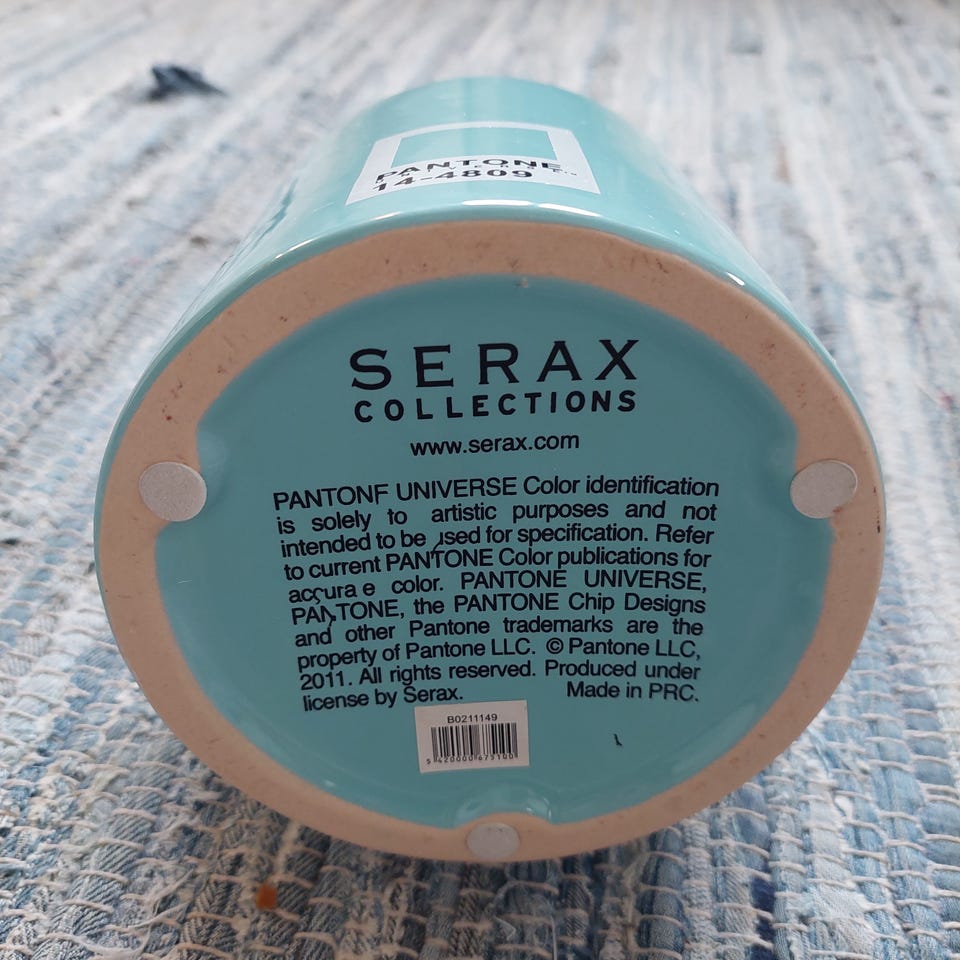 PANTONE
UNIVERSE™
14-4809
SERAX
COLLECTIONS
www.serax.com
PANTONF UNIVERSE Color identification
is solely to artistic purposes and not
intended to be used for specification. Refer
to current PANTONE Color publications for
accura e color. PANTONE UNIVERSE,
PANTONE, the PANTONE Chip Designs
and other Pantone trademarks are the
property of Pantone LLC. © Pantone LLC,
2011. All rights reserved. Produced under
license by Serax. Made in PRC.
B0211149